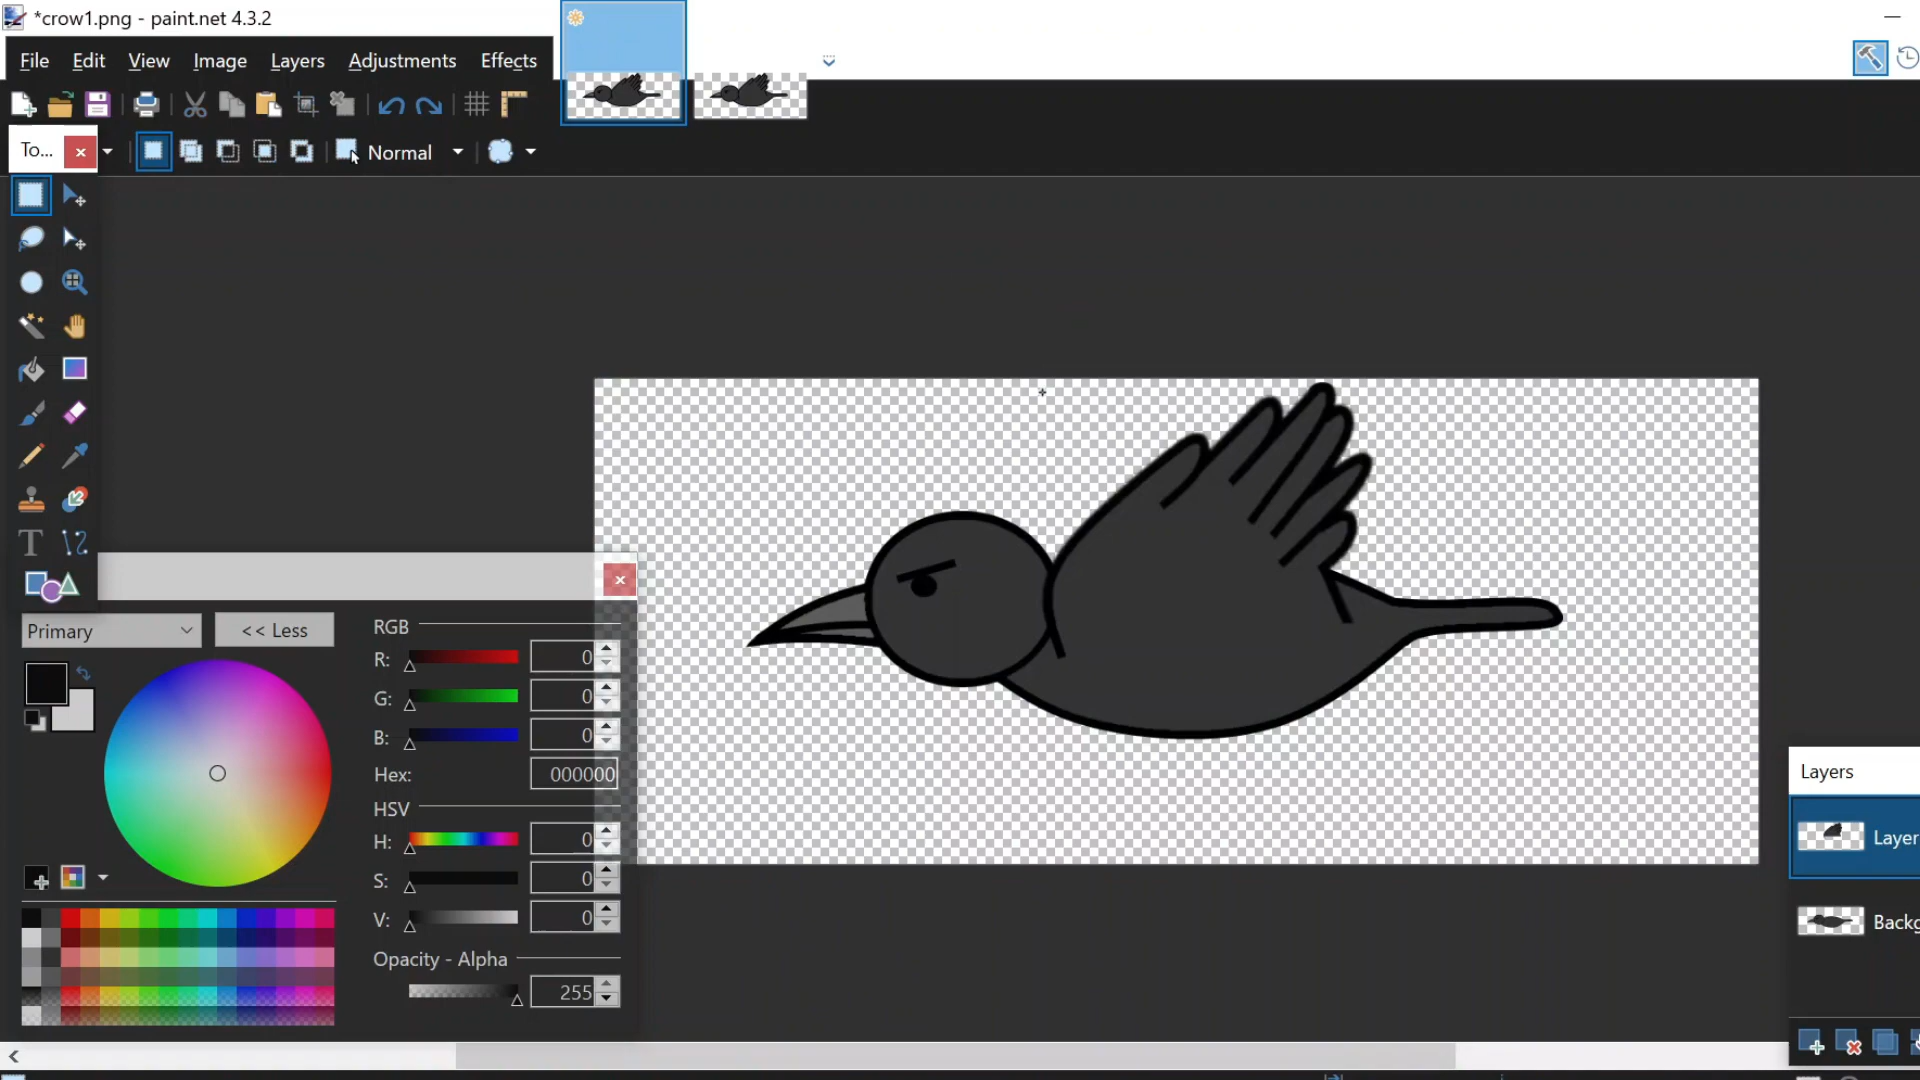 *crow1.png - paint.net 4.3.2
File Edit View Image Layers Adjustments Effects
To...
Normal
T
Primary
<< Less
RGB
R: 0
G: 0
B: 0
Hex: 000000
HSV
H: 0
S: 0
V: 0
Opacity - Alpha
255
Layers
Layer
Backg